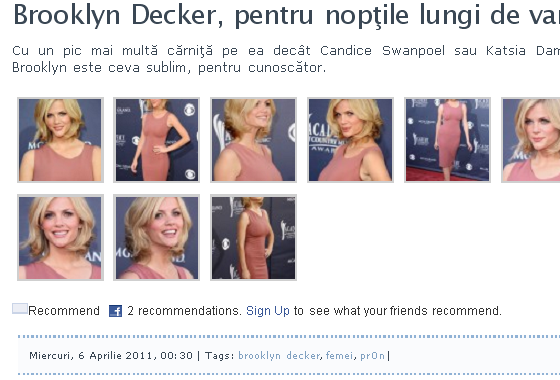 Brooklyn Decker, pentru nopţile lungi de va
Cu un pic mai multă cărniţă pe ea decât Candice Swanpoel sau Katsia Dam
Brooklyn este ceva sublim, pentru cunoscător.
Recommend 2 recommendations. Sign Up to see what your friends recommend.
Miercuri, 6 Aprilie 2011, 00:30 | Tags: brooklyn decker, femei, pr0n |